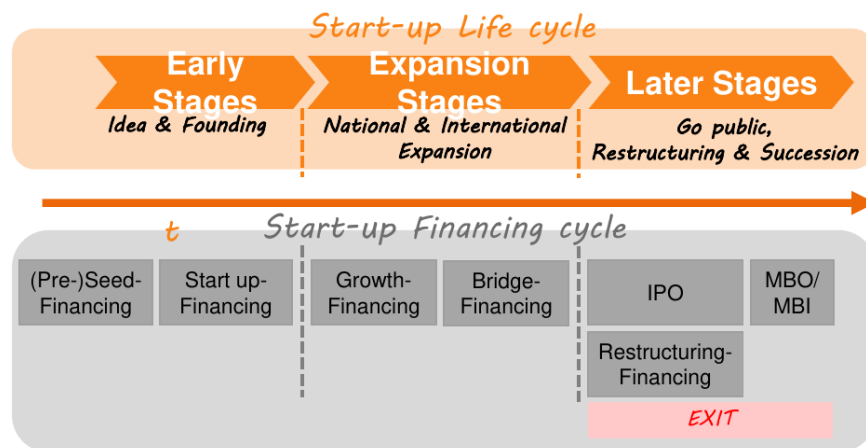 Start-up Life cycle
Early
Stages
Expansion
Stages
Later Stages
Idea & Founding
National & International
Expansion
Go public,
Restructuring & Succession
t
Start-up Financing cycle
(Pre-)Seed-
Financing
Start up-
Financing
Growth-
Financing
Bridge-
Financing
IPO
MBO/
MBI
Restructuring-
Financing
EXIT